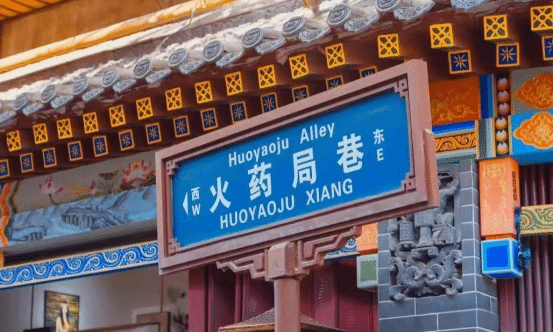 Huoyaoju Alley
西 火药局巷 东
W HUOYAOJU XIANG E